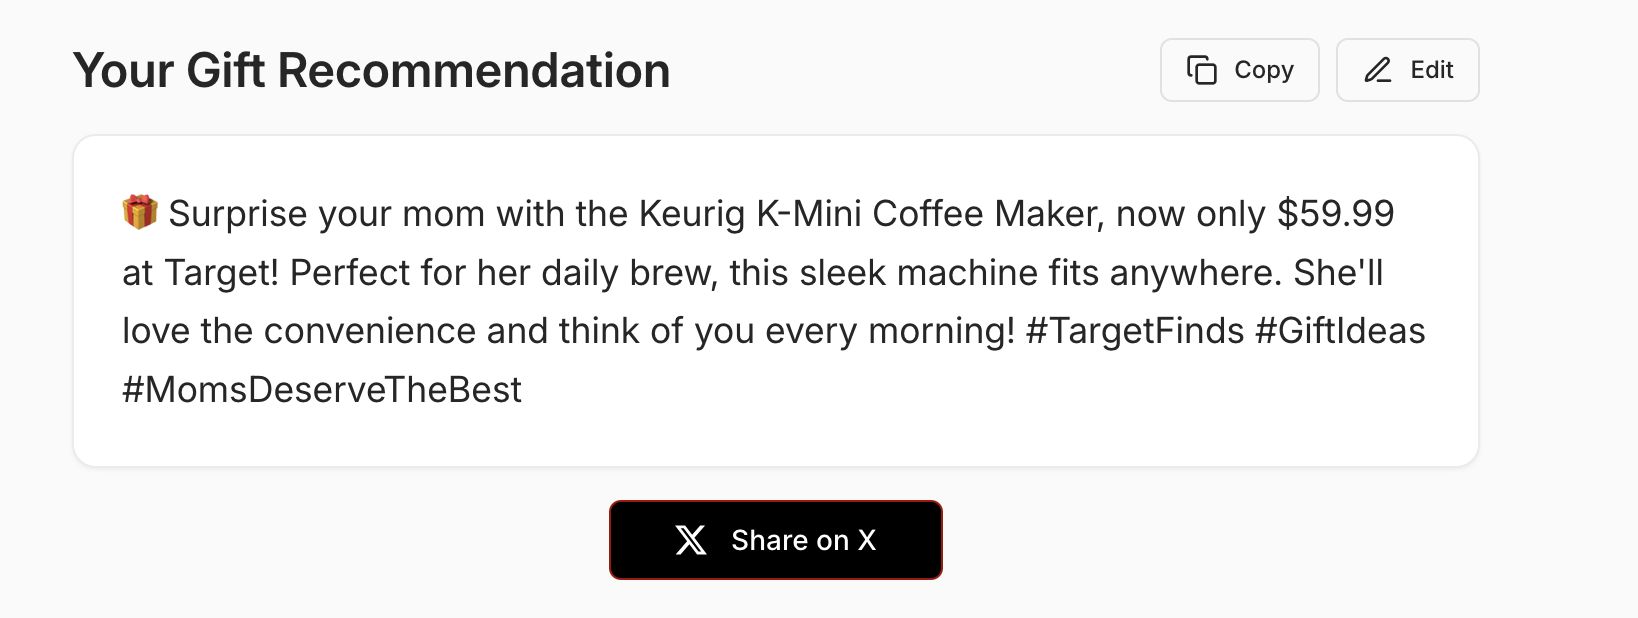 Your Gift Recommendation
Copy
Edit
🎁 Surprise your mom with the Keurig K-Mini Coffee Maker, now only $59.99
at Target! Perfect for her daily brew, this sleek machine fits anywhere. She'll
love the convenience and think of you every morning! #TargetFinds #GiftIdeas
#MomsDeserveTheBest
Share on X